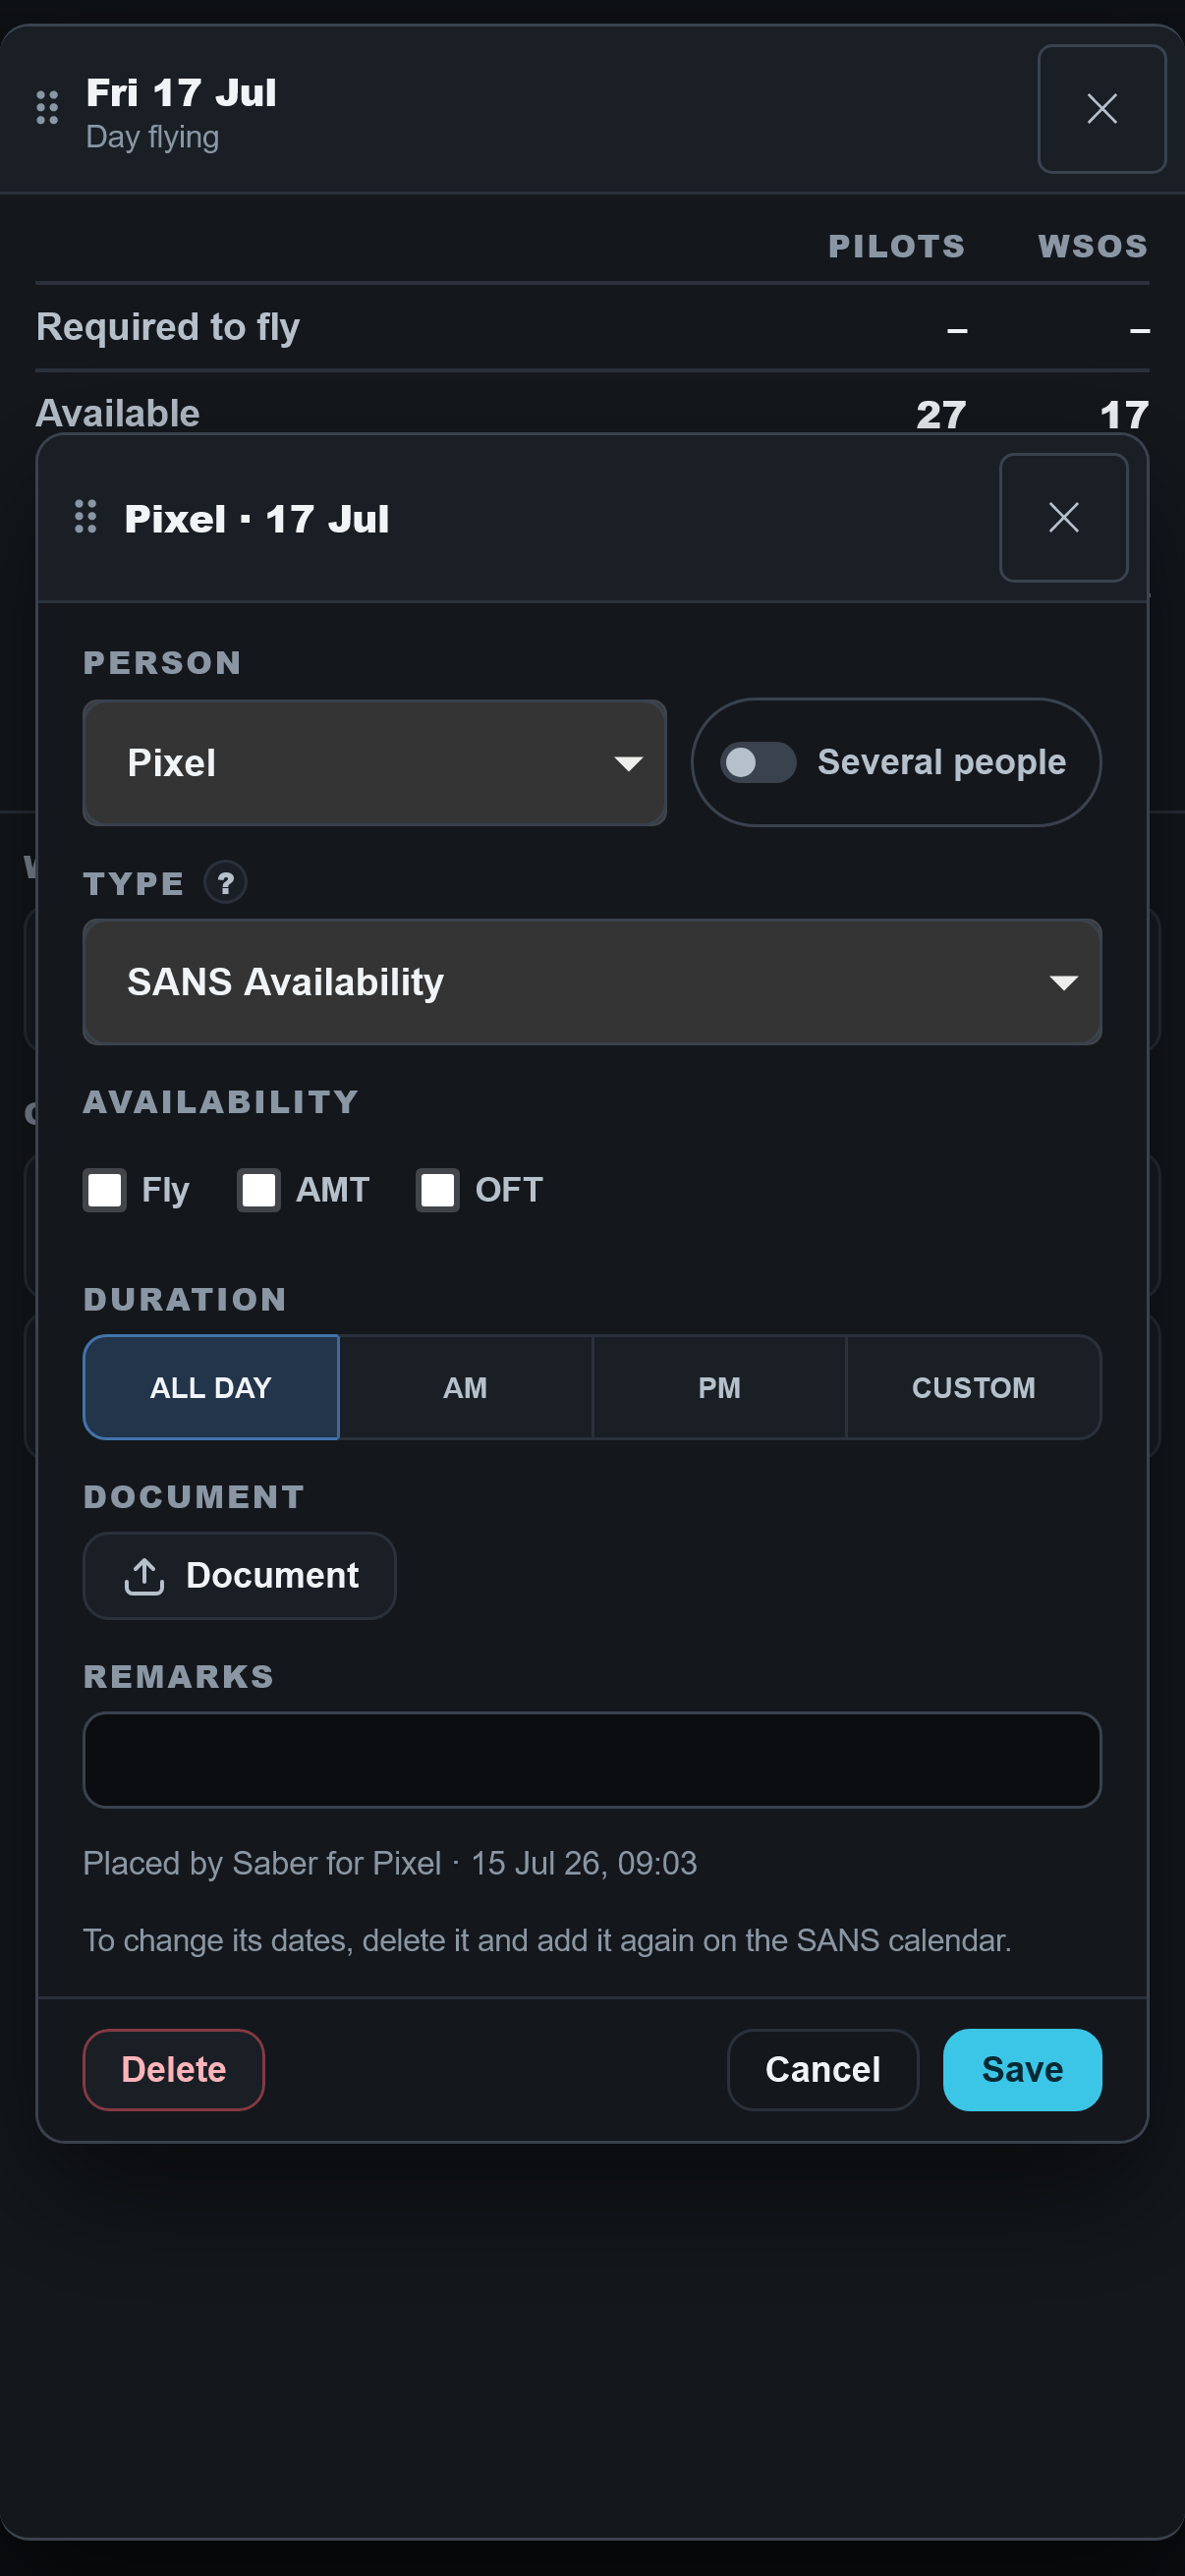 Fri 17 Jul
Day flying
PILOTS WSOS
Required to fly – –
Available 27 17
Pixel · 17 Jul
PERSON
Pixel Several people
TYPE ?
SANS Availability
AVAILABILITY
Fly AMT OFT
DURATION
ALL DAY AM PM CUSTOM
DOCUMENT
Document
REMARKS
Placed by Saber for Pixel · 15 Jul 26, 09:03
To change its dates, delete it and add it again on the SANS calendar.
Delete Cancel Save